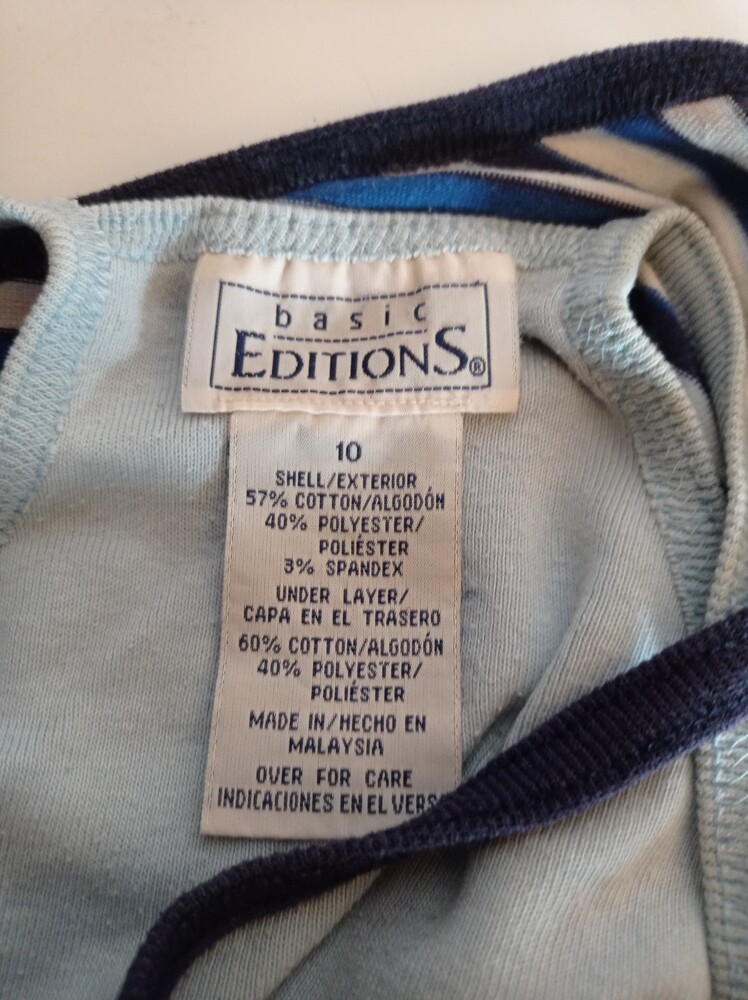 basic
EDITIONS®
10
SHELL/EXTERIOR
57% COTTON/ALGODÓN
40% POLYESTER/
POLIÉSTER
3% SPANDEX
UNDER LAYER/
CAPA EN EL TRASERO
60% COTTON/ALGODÓN
40% POLYESTER/
POLIÉSTER
MADE IN/HECHO EN
MALAYSIA
OVER FOR CARE
INDICACIONES EN EL